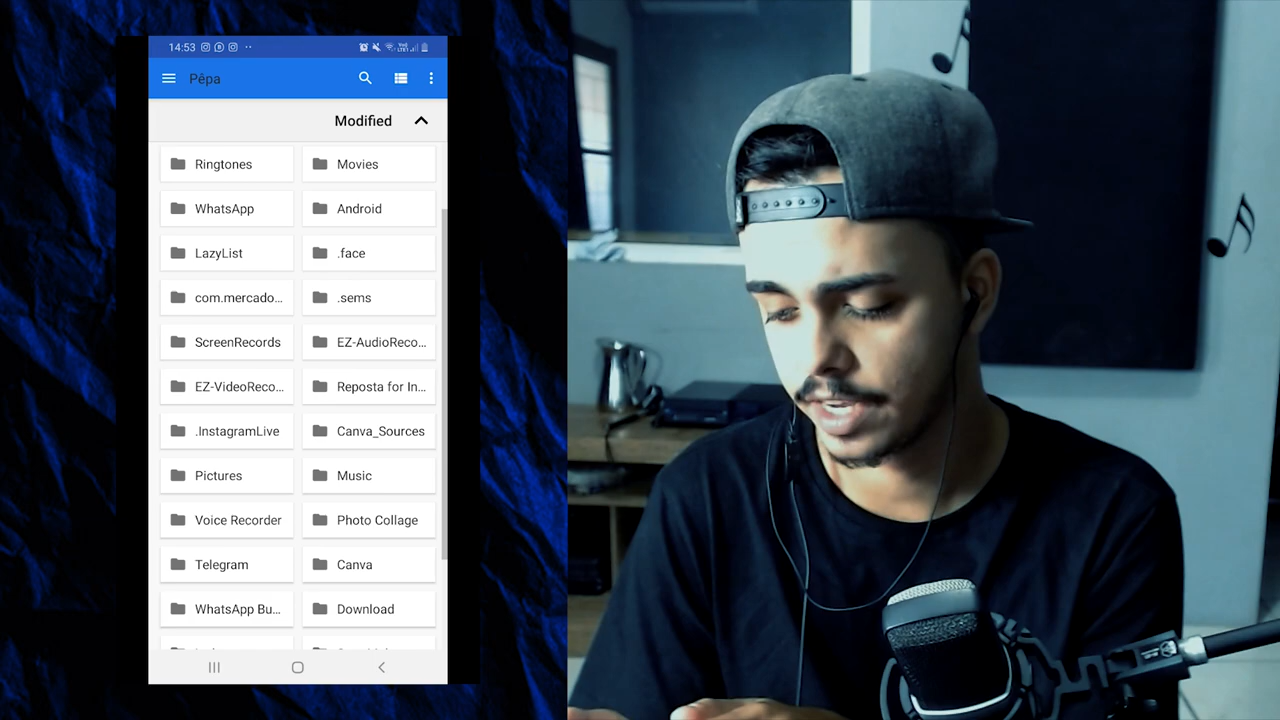 14:53
Pêpa
Modified
Ringtones
Movies
WhatsApp
Android
LazyList
.face
com.mercado...
.sems
ScreenRecords
EZ-AudioReco...
EZ-VideoReco...
Reposta for In...
.InstagramLive
Canva_Sources
Pictures
Music
Voice Recorder
Photo Collage
Telegram
Canva
WhatsApp Bu...
Download